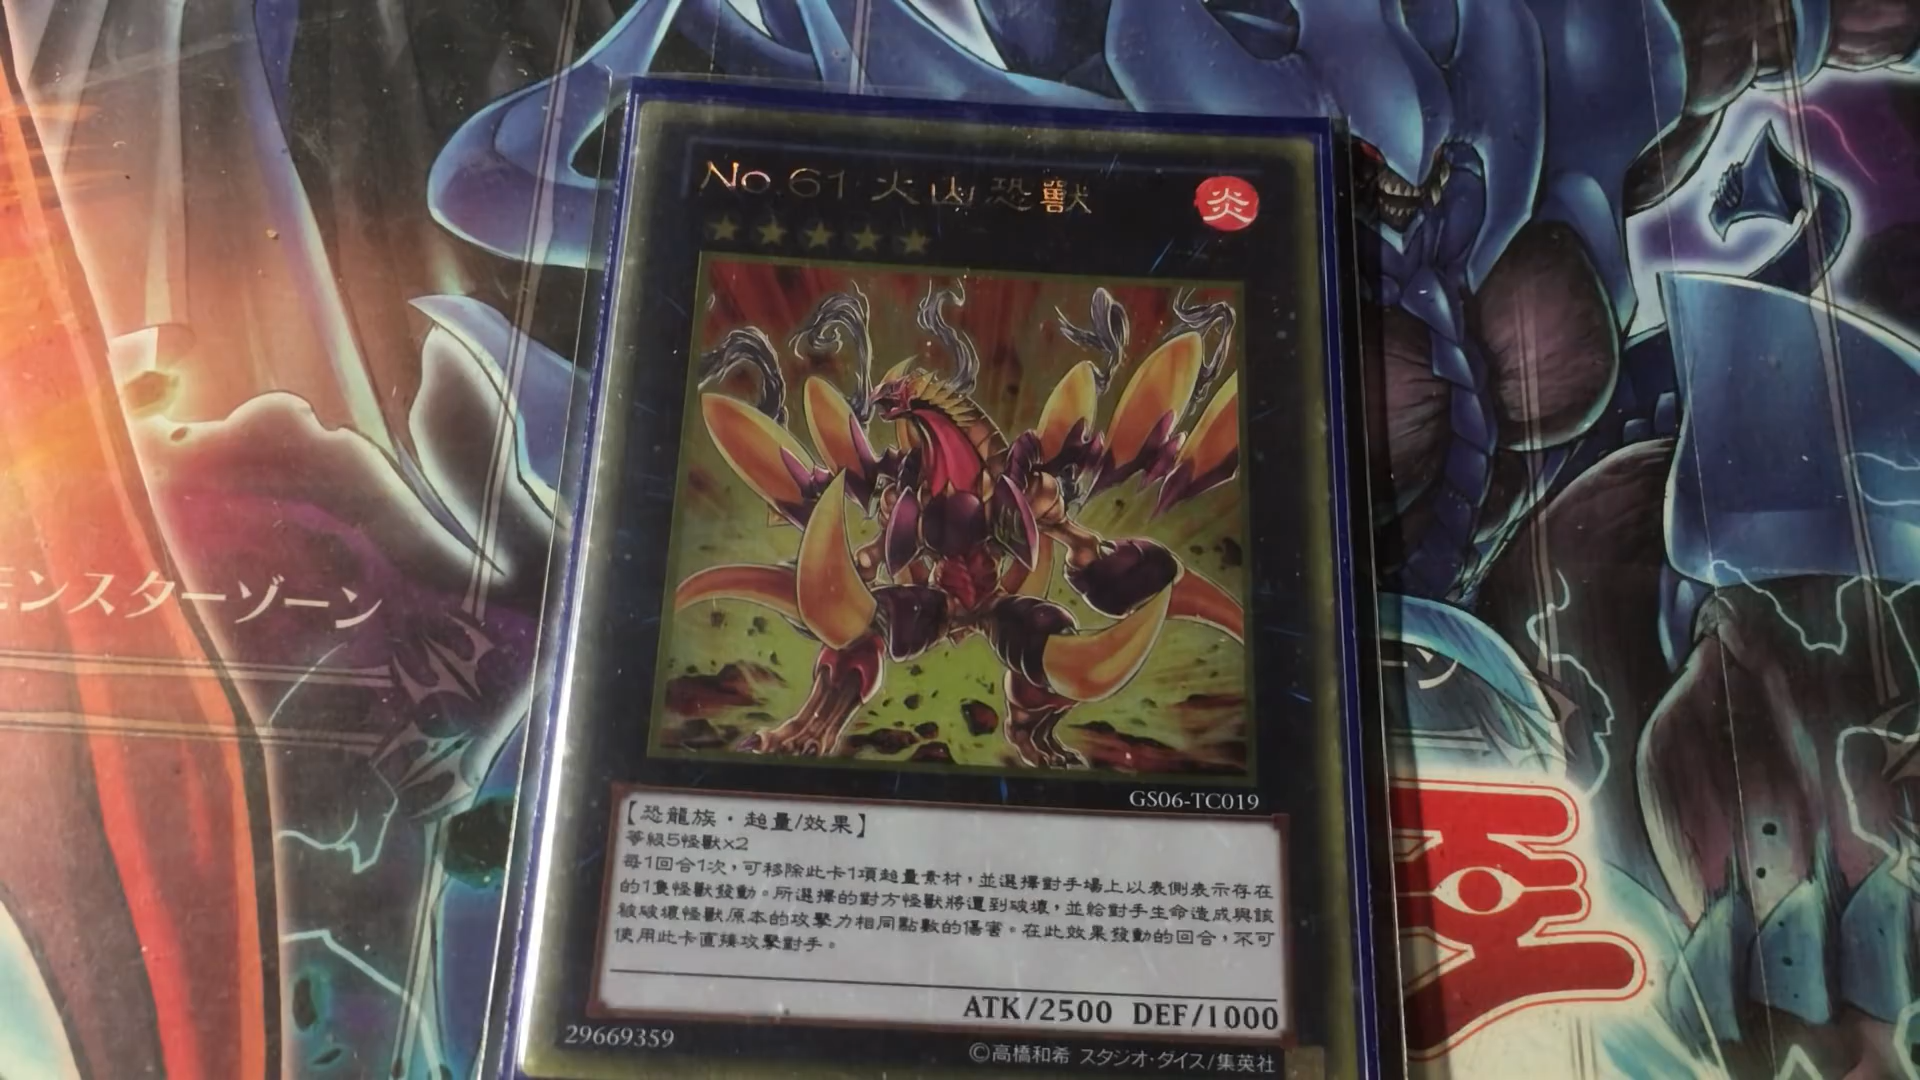 No.61 火山恐獸
炎
モンスターゾーン
ーン
GS06-TC019
【恐龍族・超量/效果】
等級5怪獸x2
每1回合1次，可移除此卡1項超量素材，並選擇對手場上以表側表示存在
的1隻怪獸發動。所選擇的對方怪獸將遭到破壞，並給對手生命造成與該
被破壞怪獸原本的攻擊力相同點數的傷害。在此效果發動的回合，不可
使用此卡直接攻擊對手。
ATK/2500 DEF/1000
29669359
©高橋和希 スタジオ・ダイス/集英社